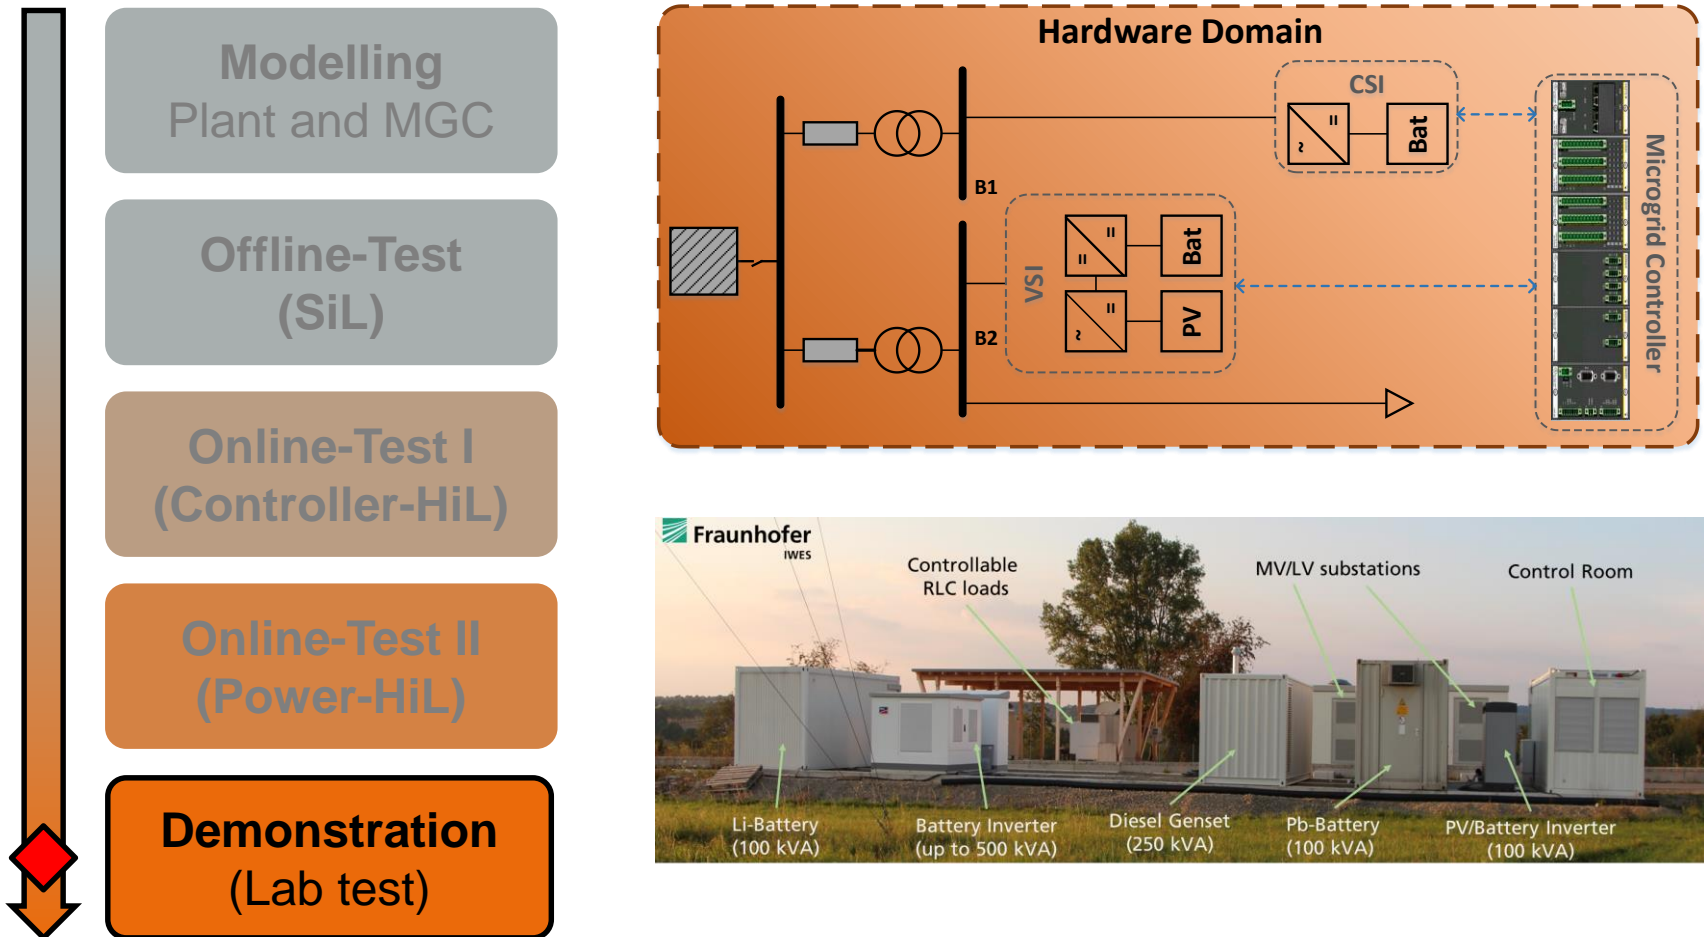 Modelling
Plant and MGC
Offline-Test
(SiL)
Online-Test I
(Controller-HiL)
Online-Test II
(Power-HiL)
Demonstration
(Lab test)
Hardware Domain
CSI
Bat
B1
VSI
Bat
PV
B2
Microgrid Controller
Fraunhofer
IWES
Controllable
RLC loads
MV/LV substations
Control Room
Li-Battery
(100 kVA)
Battery Inverter
(up to 500 kVA)
Diesel Genset
(250 kVA)
Pb-Battery
(100 kVA)
PV/Battery Inverter
(100 kVA)